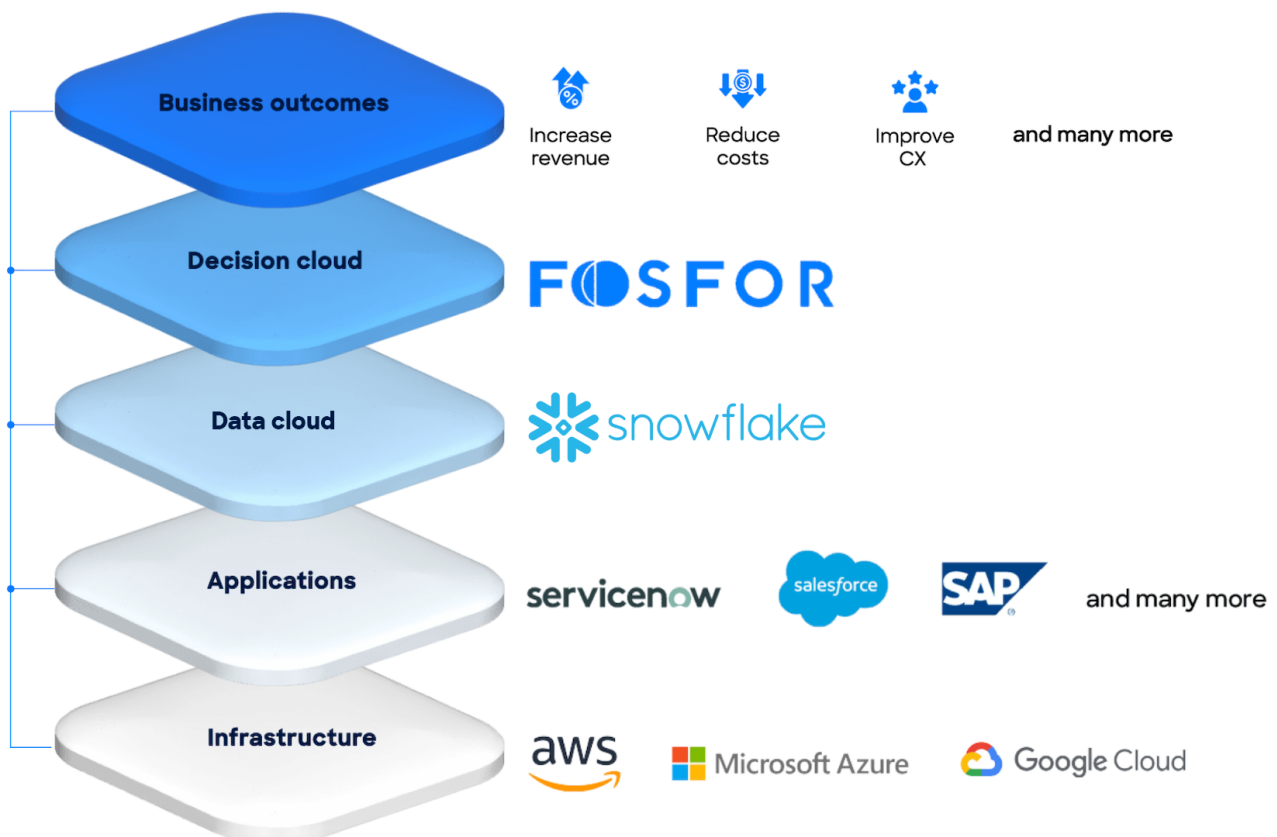 Business outcomes
Increase
revenue
Reduce
costs
Improve
CX
and many more
Decision cloud
FOSFOR
Data cloud
snowflake
Applications
servicenow
salesforce
SAP
®
and many more
Infrastructure
aws
Microsoft Azure
Google Cloud